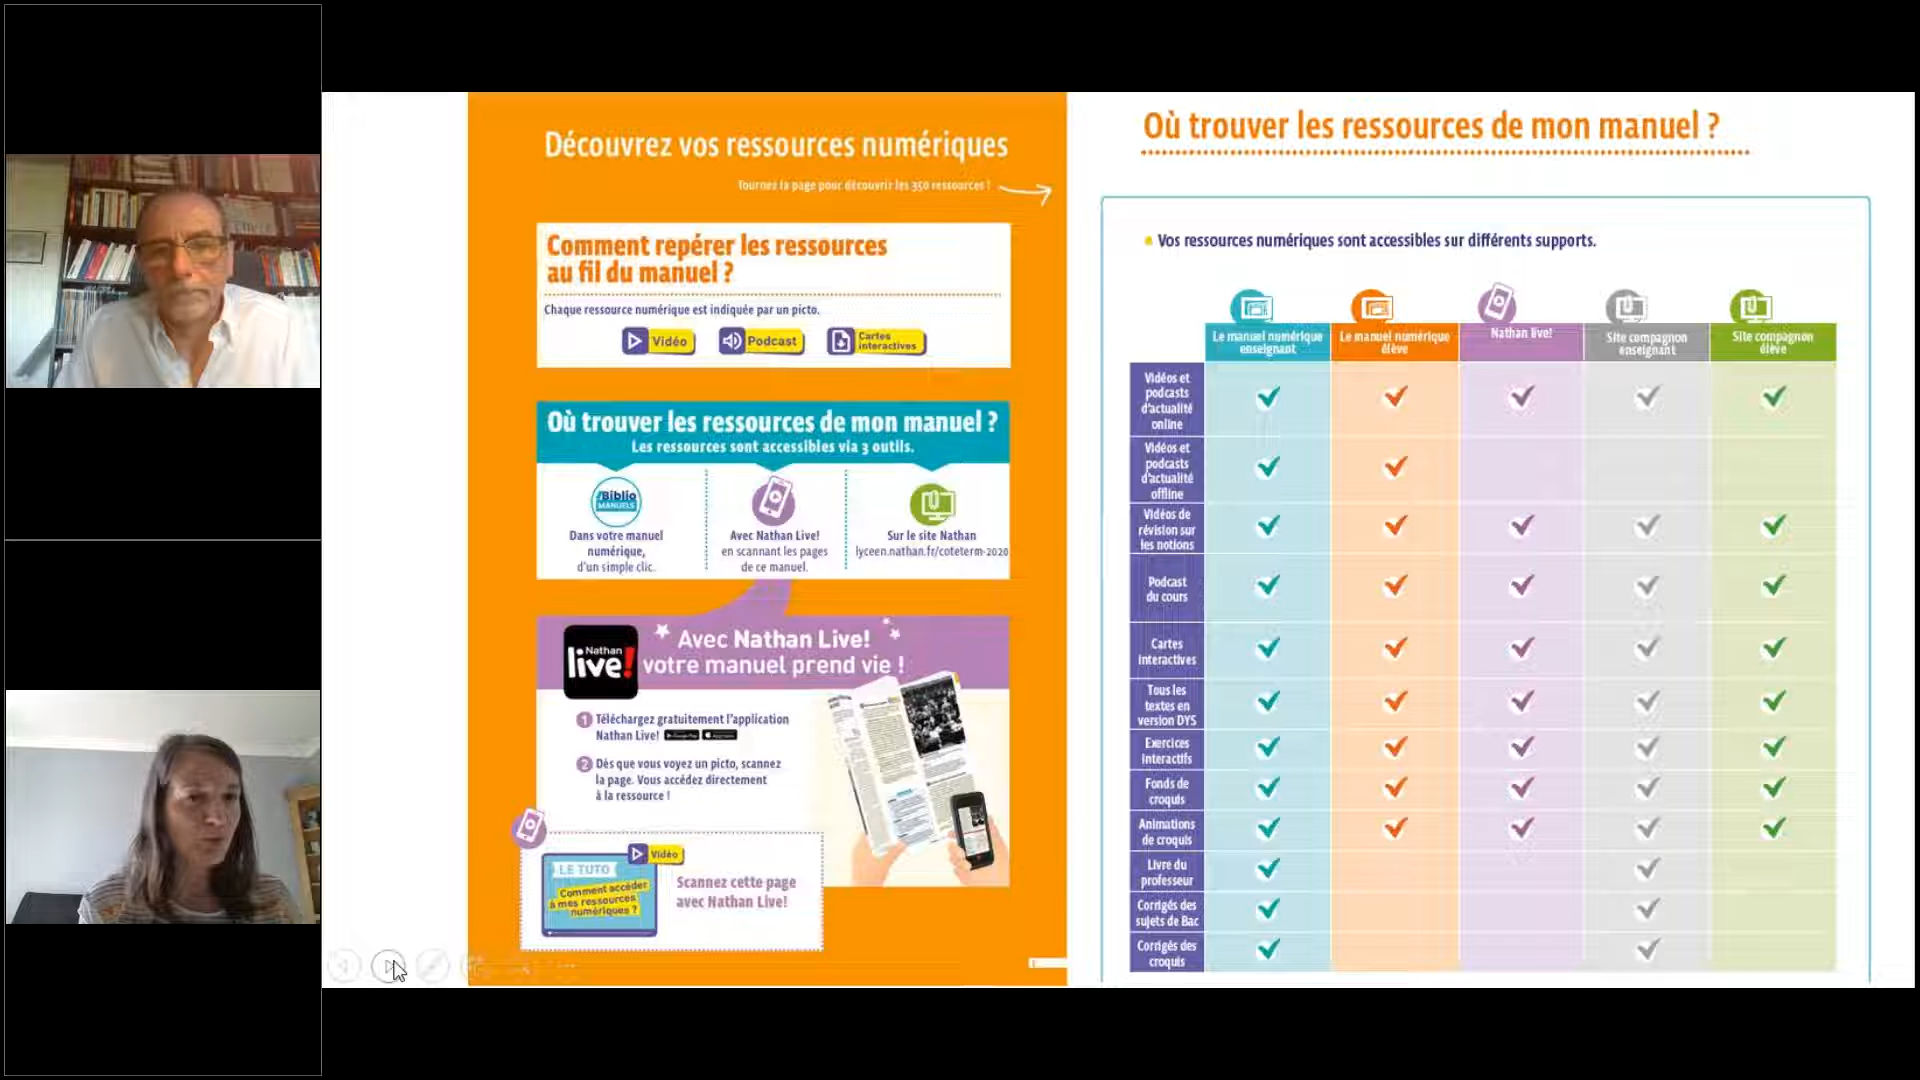 Découvrez vos ressources numériques
Tournez la page pour découvrir les 350 ressources !
Comment repérer les ressources
au fil du manuel ?
Chaque ressource numérique est indiquée par un picto.
Vidéo
Podcast
Cartes
interactives
Où trouver les ressources de mon manuel ?
Les ressources sont accessibles via 3 outils.
Biblio
MANUELS
Dans votre manuel
numérique,
d'un simple clic.
Avec Nathan Live!
en scannant les pages
de ce manuel.
Sur le site Nathan
lyceen.nathan.fr/coteterm-2020
Nathan
live!
Avec Nathan Live!
votre manuel prend vie !
1 Téléchargez gratuitement l'application
Nathan Live!
2 Dès que vous voyez un picto, scannez
la page. Vous accédez directement
à la ressource !
Vidéo
LE TUTO
Comment accéder
à mes ressources
numériques ?
Scannez cette page
avec Nathan Live!
Où trouver les ressources de mon manuel ?
Vos ressources numériques sont accessibles sur différents supports.
Le manuel numérique
enseignant
Le manuel numérique
élève
Nathan live!
Site compagnon
enseignant
Site compagnon
élève
Vidéos et
podcasts
d'actualité
online
Vidéos et
podcasts
d'actualité
offline
Vidéos de
révision sur
les notions
Podcast
du cours
Cartes
interactives
Tous les
textes en
version DYS
Exercices
interactifs
Fonds de
croquis
Animations
de croquis
Livre du
professeur
Corrigés des
sujets de Bac
Corrigés des
croquis